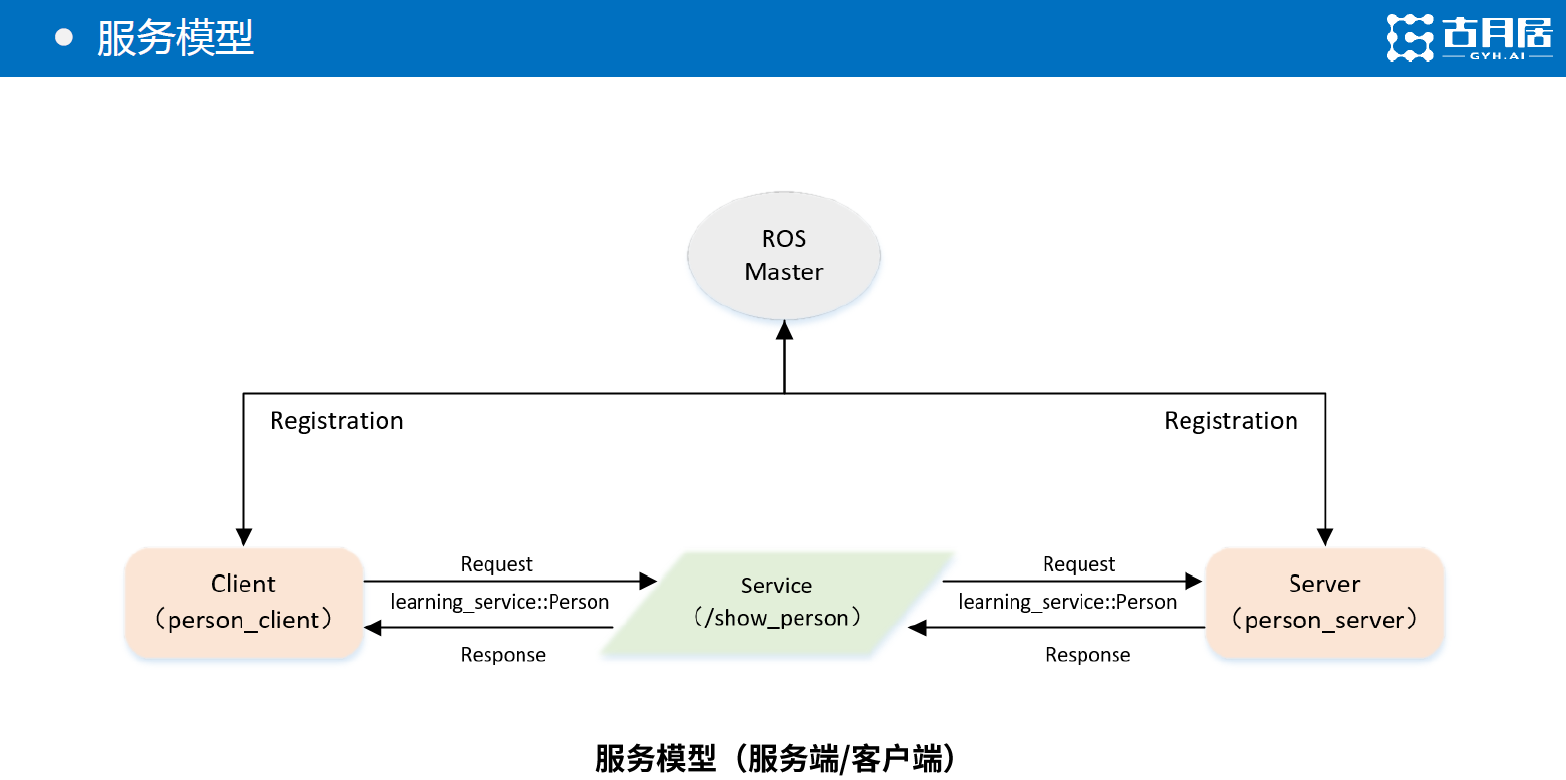 服务模型
古月居
GYH.AI
ROS
Master
Registration
Registration
Client
（person_client）
Request
learning_service::Person
Response
Service
（/show_person）
Request
learning_service::Person
Response
Server
（person_server）
服务模型（服务端/客户端）